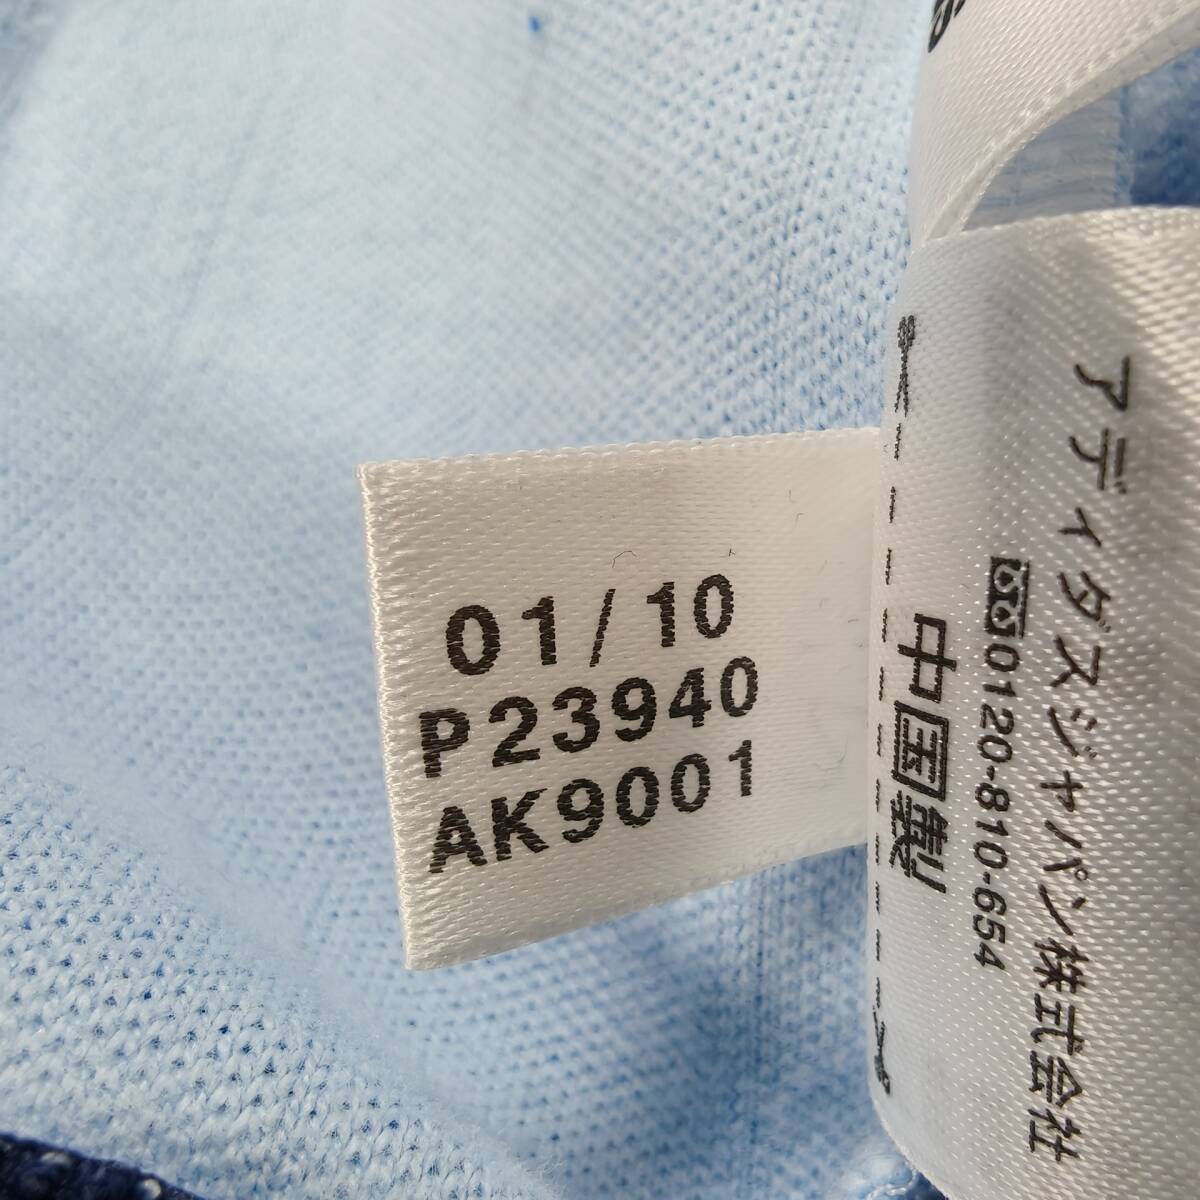 01/10
P23940
AK9001
アディダスジャパン株式会社
0120-810-654
中国製